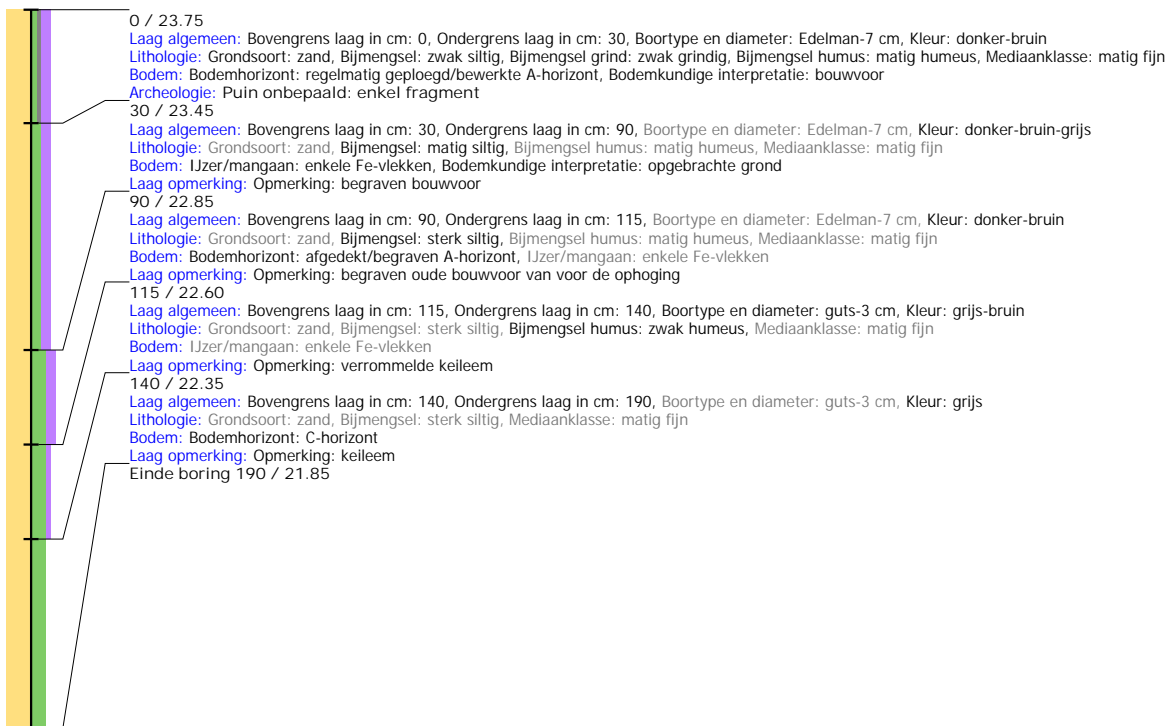 0 / 23.75
Laag algemeen: Bovengrens laag in cm: 0, Ondergrens laag in cm: 30, Boortype en diameter: Edelman-7 cm, Kleur: donker-bruin
Lithologie: Grondsoort: zand, Bijmengsel: zwak siltig, Bijmengsel grind: zwak grindig, Bijmengsel humus: matig humeus, Mediaanklasse: matig fijn
Bodem: Bodemhorizont: regelmatig geploegd/bewerkte A-horizont, Bodemkundige interpretatie: bouwvoor
Archeologie: Puin onbepaald: enkel fragment
30 / 23.45
Laag algemeen: Bovengrens laag in cm: 30, Ondergrens laag in cm: 90, Boortype en diameter: Edelman-7 cm, Kleur: donker-bruin-grijs
Lithologie: Grondsoort: zand, Bijmengsel: matig siltig, Bijmengsel humus: matig humeus, Mediaanklasse: matig fijn
Bodem: IJzer/mangaan: enkele Fe-vlekken, Bodemkundige interpretatie: opgebrachte grond
Laag opmerking: Opmerking: begraven bouwvoor
90 / 22.85
Laag algemeen: Bovengrens laag in cm: 90, Ondergrens laag in cm: 115, Boortype en diameter: Edelman-7 cm, Kleur: donker-bruin
Lithologie: Grondsoort: zand, Bijmengsel: sterk siltig, Bijmengsel humus: matig humeus, Mediaanklasse: matig fijn
Bodem: Bodemhorizont: afgedekt/begraven A-horizont, IJzer/mangaan: enkele Fe-vlekken
Laag opmerking: Opmerking: begraven oude bouwvoor van voor de ophoging
115 / 22.60
Laag algemeen: Bovengrens laag in cm: 115, Ondergrens laag in cm: 140, Boortype en diameter: guts-3 cm, Kleur: grijs-bruin
Lithologie: Grondsoort: zand, Bijmengsel: sterk siltig, Bijmengsel humus: zwak humeus, Mediaanklasse: matig fijn
Bodem: IJzer/mangaan: enkele Fe-vlekken
Laag opmerking: Opmerking: verrommelde keileem
140 / 22.35
Laag algemeen: Bovengrens laag in cm: 140, Ondergrens laag in cm: 190, Boortype en diameter: guts-3 cm, Kleur: grijs
Lithologie: Grondsoort: zand, Bijmengsel: sterk siltig, Mediaanklasse: matig fijn
Bodem: Bodemhorizont: C-horizont
Laag opmerking: Opmerking: keileem
Einde boring 190 / 21.85